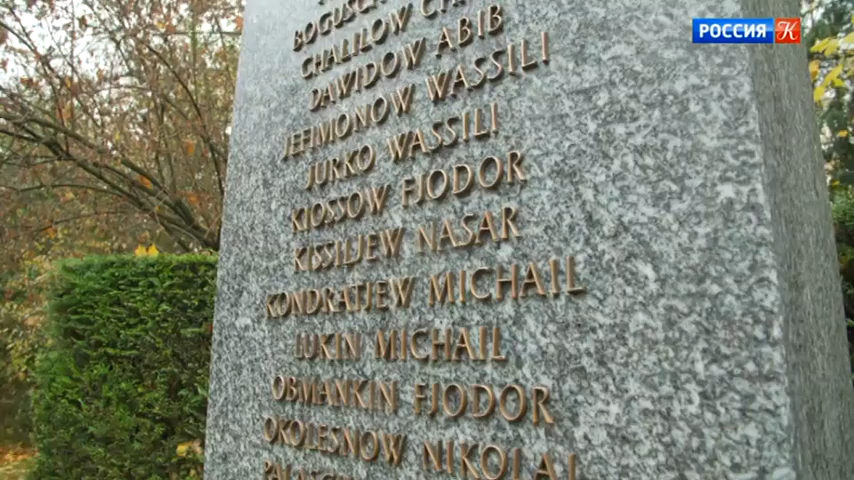 РОССИЯ К
CHALILOW
DAWIDOW ABIB
JEFIMONOW WASSILI
JURKO WASSILI
KIOSSOW FJODOR
KISSILJEW NASAR
KONDRATJEW MICHAIL
LUKIN MICHAIL
OBMANKIN FJODOR
OKOLESNOW NIKOLAI